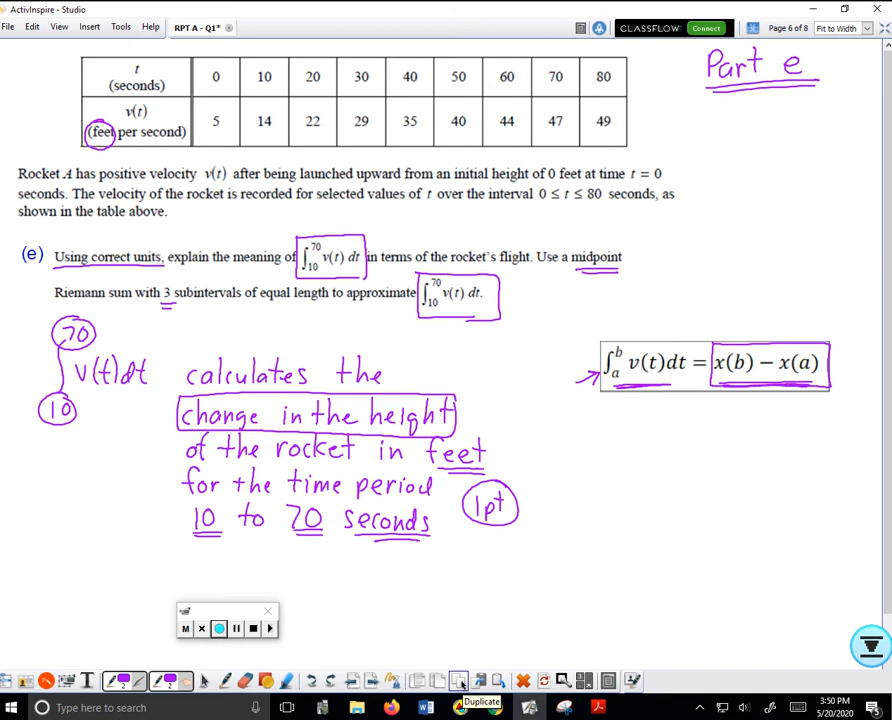 ActivInspire - Studio
File Edit View Insert Tools Help RPT A - Q1* CLASSFLOW Connect Page 6 of 8 Fit to Width
Part e
t (seconds) 0 10 20 30 40 50 60 70 80
v(t) (feet per second) 5 14 22 29 35 40 44 47 49
Rocket A has positive velocity v(t) after being launched upward from an initial height of 0 feet at time t = 0
seconds. The velocity of the rocket is recorded for selected values of t over the interval 0 ≤ t ≤ 80 seconds, as
shown in the table above.
(e) Using correct units, explain the meaning of ∫₁₀⁷⁰ v(t) dt in terms of the rocket's flight. Use a midpoint
Riemann sum with 3 subintervals of equal length to approximate ∫₁₀⁷⁰ v(t) dt.
∫ₐᵇ v(t)dt = x(b) − x(a)
∫₁₀⁷⁰ v(t)dt calculates the
change in the height
of the rocket in feet
for the time period
10 to 70 seconds 1pt
M
T 2 2
Duplicate
Type here to search
3:50 PM
5/20/2020 5